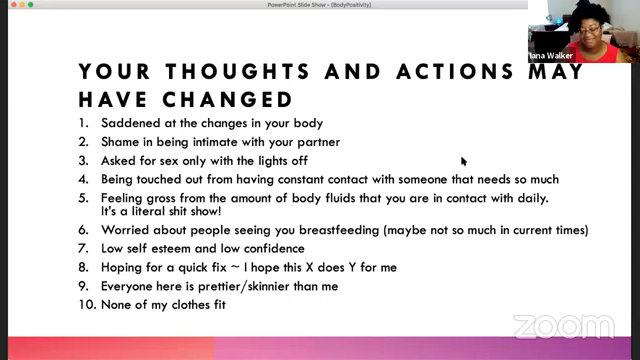 PowerPoint Slide Show - [BodyPositivity]
YOUR THOUGHTS AND ACTIONS MAY
HAVE CHANGED
1. Saddened at the changes in your body
2. Shame in being intimate with your partner
3. Asked for sex only with the lights off
4. Being touched out from having constant contact with someone that needs so much
5. Feeling gross from the amount of body fluids that you are in contact with daily.
It's a literal shit show!
6. Worried about people seeing you breastfeeding (maybe not so much in current times)
7. Low self esteem and low confidence
8. Hoping for a quick fix ~ I hope this X does Y for me
9. Everyone here is prettier/skinnier than me
10. None of my clothes fit
Walker
zoom